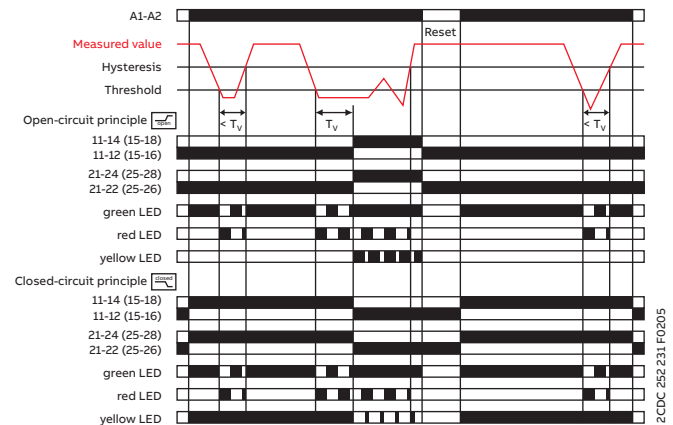 A1-A2
Reset
Measured value
Hysteresis
Threshold
Open-circuit principle open
< Tv
Tv
< Tv
11-14 (15-18)
11-12 (15-16)
21-24 (25-28)
21-22 (25-26)
green LED
red LED
yellow LED
Closed-circuit principle closed
11-14 (15-18)
11-12 (15-16)
21-24 (25-28)
21-22 (25-26)
green LED
red LED
yellow LED
2CDC 252 231 F0205